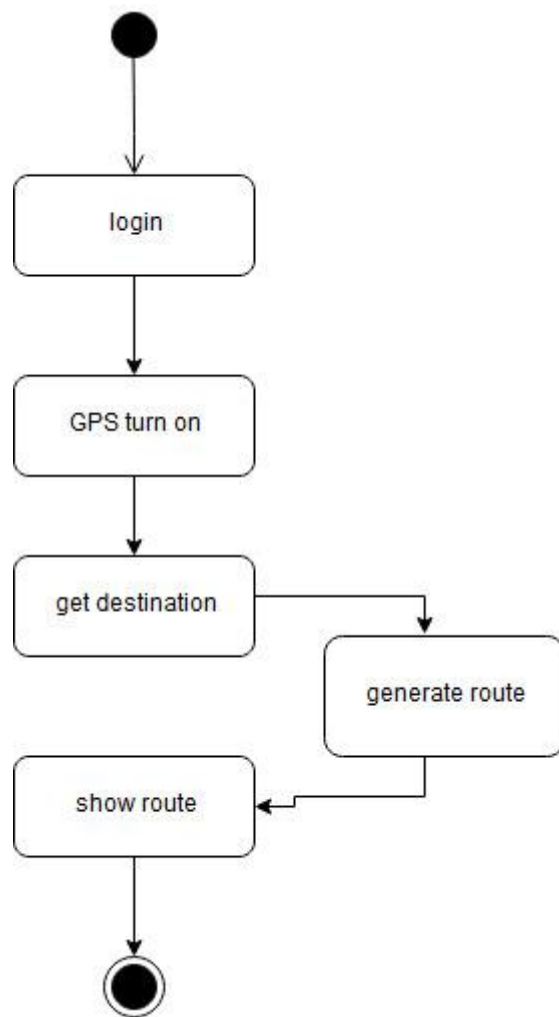 login
GPS turn on
get destination
generate route
show route